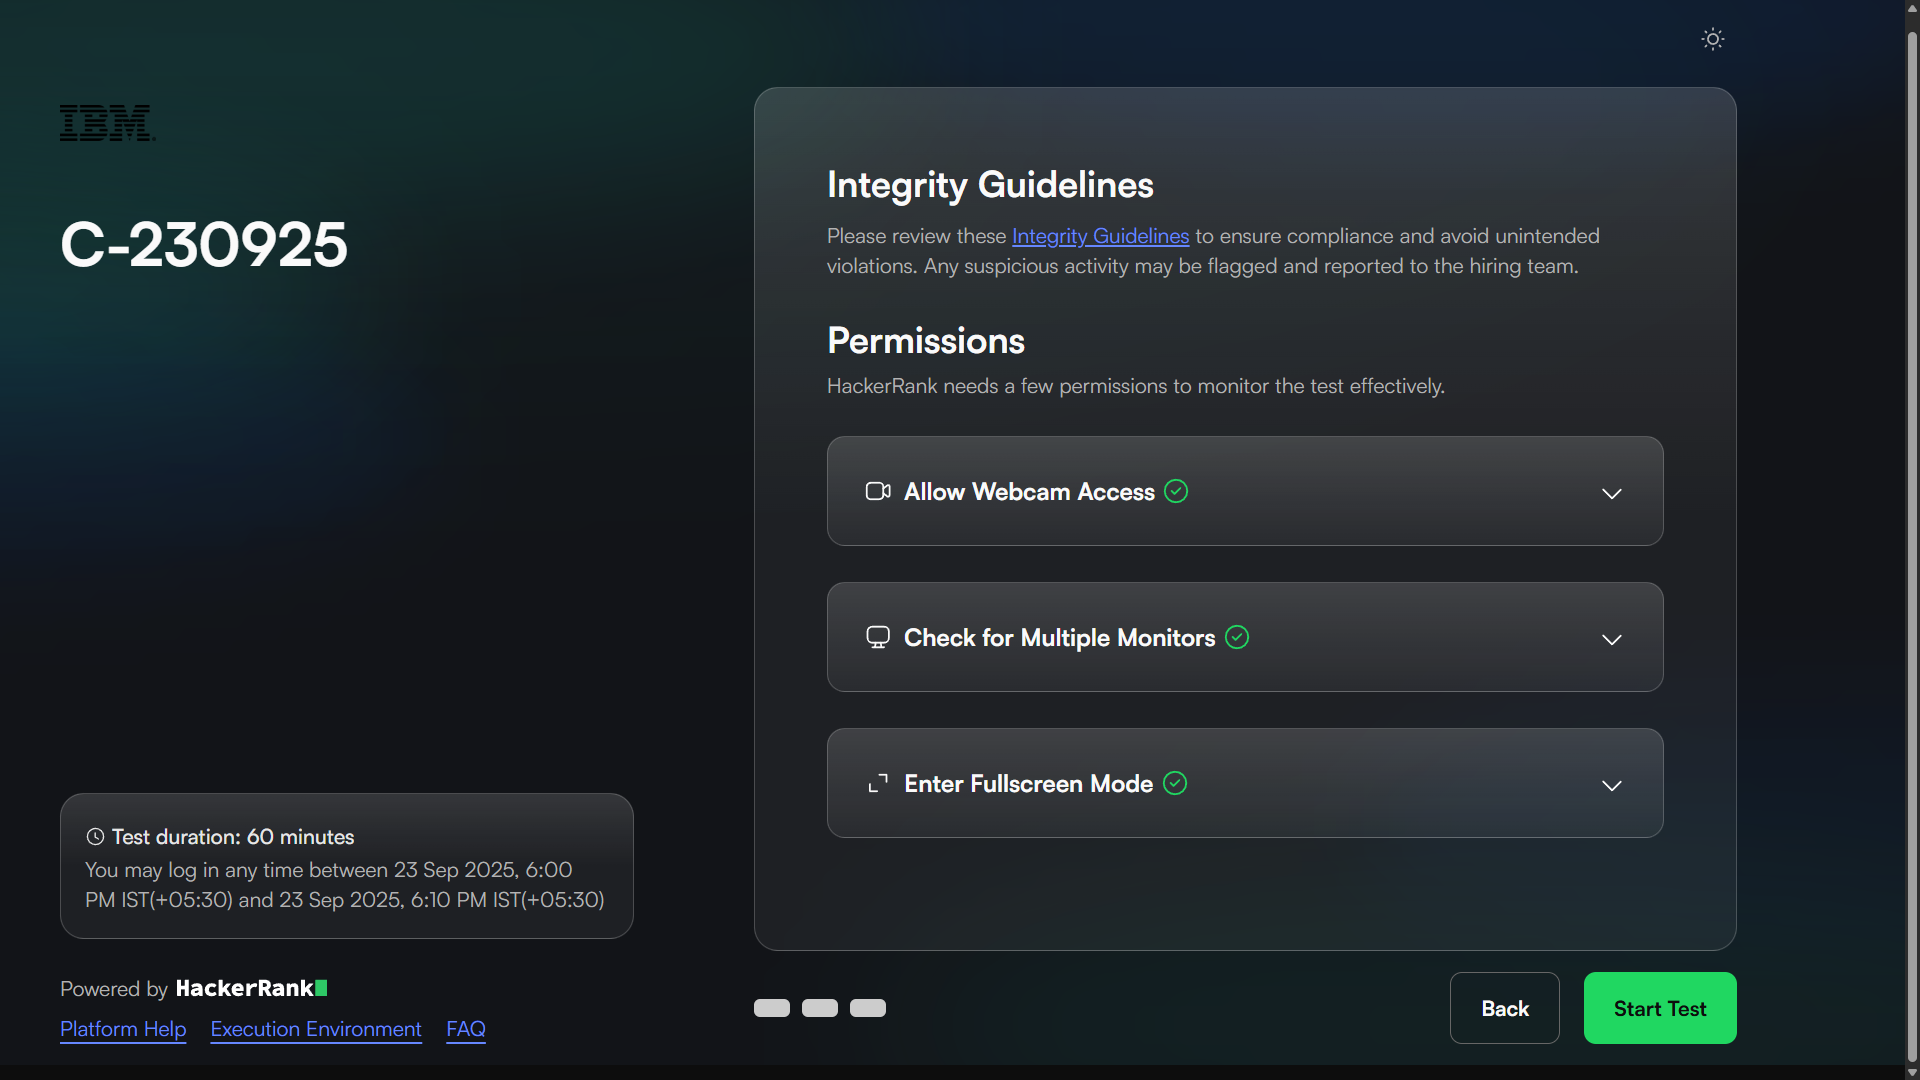 IBM
C-230925
Integrity Guidelines
Please review these Integrity Guidelines to ensure compliance and avoid unintended
violations. Any suspicious activity may be flagged and reported to the hiring team.
Permissions
HackerRank needs a few permissions to monitor the test effectively.
Allow Webcam Access
Check for Multiple Monitors
Enter Fullscreen Mode
Test duration: 60 minutes
You may log in any time between 23 Sep 2025, 6:00
PM IST(+05:30) and 23 Sep 2025, 6:10 PM IST(+05:30)
Powered by HackerRank
Platform Help Execution Environment FAQ
Back Start Test